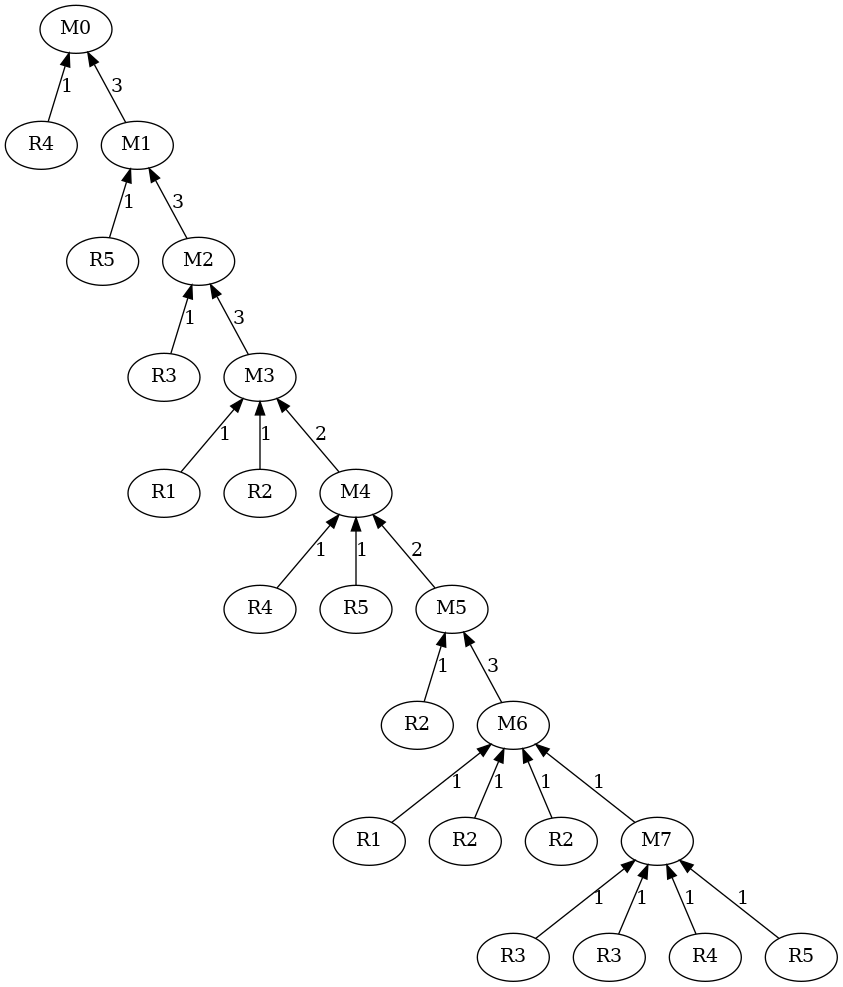 M0
1 3
R4 M1
1 3
R5 M2
1 3
R3 M3
1 1 2
R1 R2 M4
1 1 2
R4 R5 M5
1 3
R2 M6
1 1 1 1
R1 R2 R2 M7
1 1 1 1
R3 R3 R4 R5